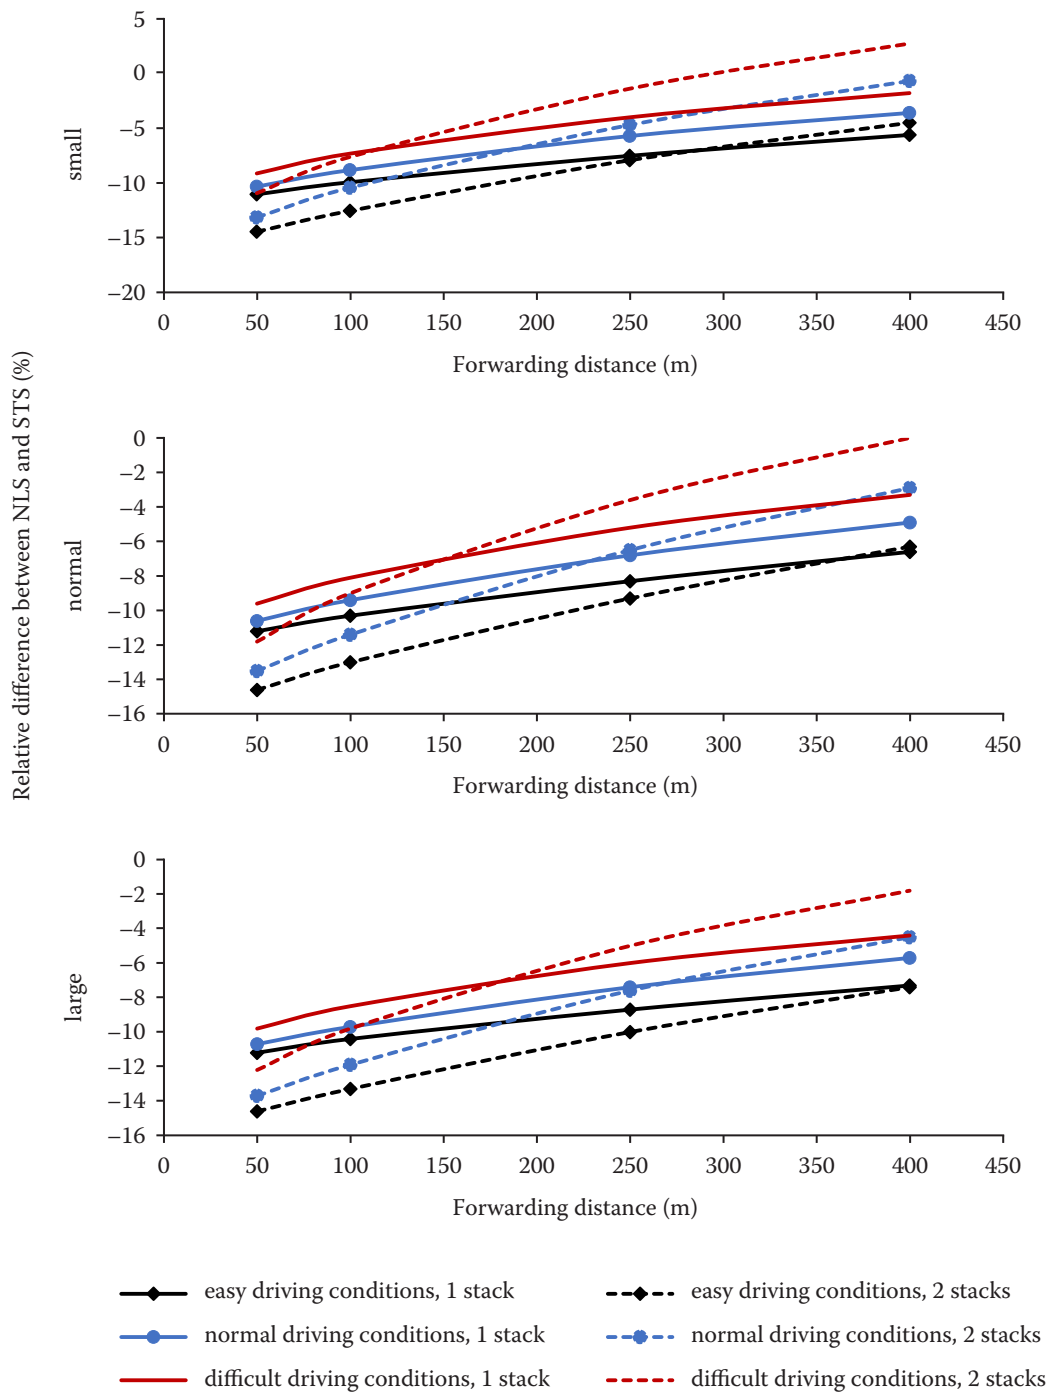 Relative difference between NLS and STS (%)
small
5
0
–5
–10
–15
–20
0 50 100 150 200 250 300 350 400 450
Forwarding distance (m)
normal
0
–2
–4
–6
–8
–10
–12
–14
–16
0 50 100 150 200 250 300 350 400 450
Forwarding distance (m)
large
0
–2
–4
–6
–8
–10
–12
–14
–16
0 50 100 150 200 250 300 350 400 450
Forwarding distance (m)
easy driving conditions, 1 stack
easy driving conditions, 2 stacks
normal driving conditions, 1 stack
normal driving conditions, 2 stacks
difficult driving conditions, 1 stack
difficult driving conditions, 2 stacks